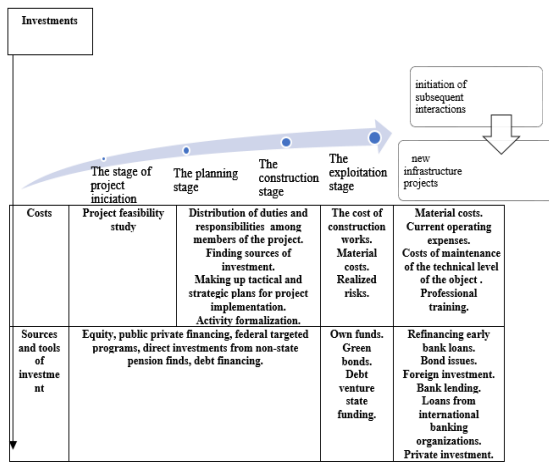 Investments
initiation of
subsequent
interactions
new
infrastructure
projects
The stage of
project
iniciation
The planning
stage
The
construction
stage
The
exploitation
stage
Costs
Project feasibility
study
Distribution of duties and
responsibilities among
members of the project.
Finding sources of
investment.
Making up tactical and
strategic plans for project
implementation.
Activity formalization.
The cost of
construction
works.
Material
costs.
Realized
risks.
Material costs.
Current operating
expenses.
Costs of maintenance
of the technical level
of the object .
Professional
training.
Sources
and tools
of
investme
nt
Equity, public private financing, federal targeted
programs, direct investments from non-state
pension finds, debt financing.
Own funds.
Green
bonds.
Debt
venture
state
funding.
Refinancing early
bank loans.
Bond issues.
Foreign investment.
Bank lending.
Loans from
international
banking
organizations.
Private investment.